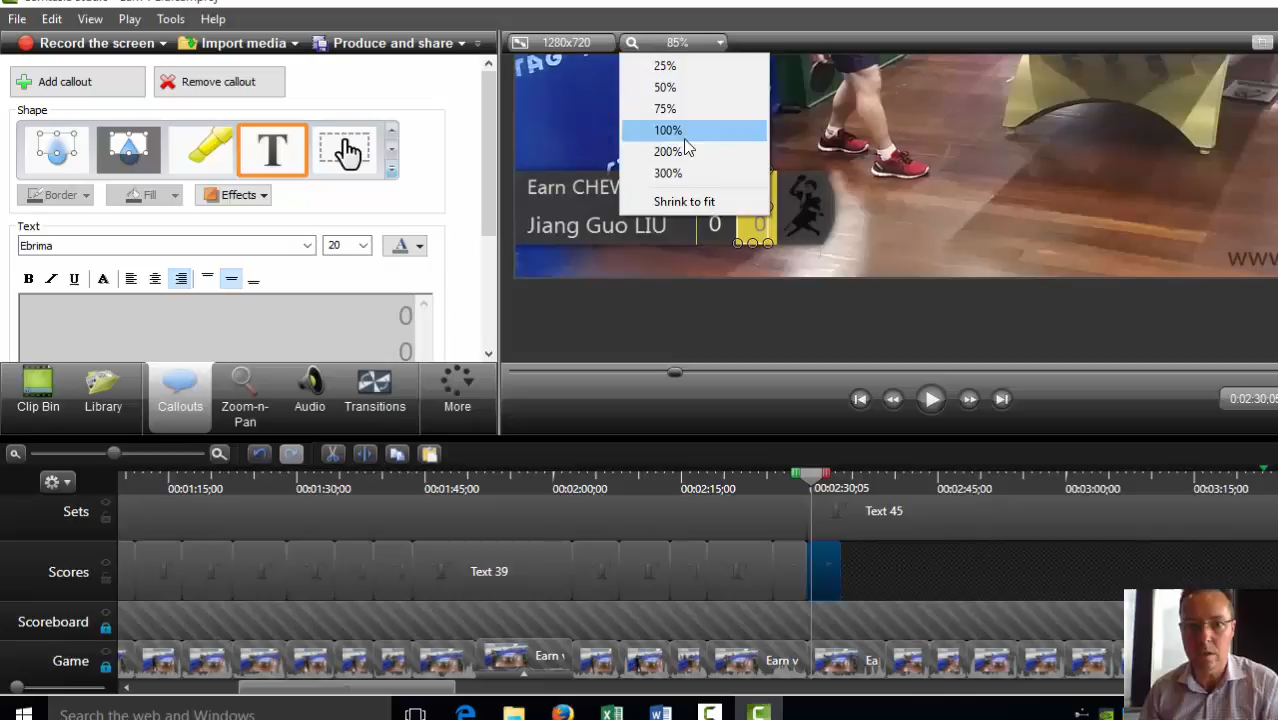 File Edit View Play Tools Help
Record the screen Import media Produce and share
1280x720 85%
Add callout Remove callout
25%
50%
75%
100%
200%
300%
Shrink to fit
TAG
Shape
T
Border Fill Effects
Text
Ebrima 20 A
B I U A
0
0
Earn CHEW
Jiang Guo LIU 0 0
www.
Clip Bin Library Callouts Zoom-n-Pan Audio Transitions More
0:02:30;05
00:01:15;00 00:01:30;00 00:01:45;00 00:02:00;00 00:02:15;00 00:02:30;05 00:02:45;00 00:03:00;00 00:03:15;00
Sets Text 45
Scores Text 39
Scoreboard
Game Earn v Earn v Ea
Search the web and Windows